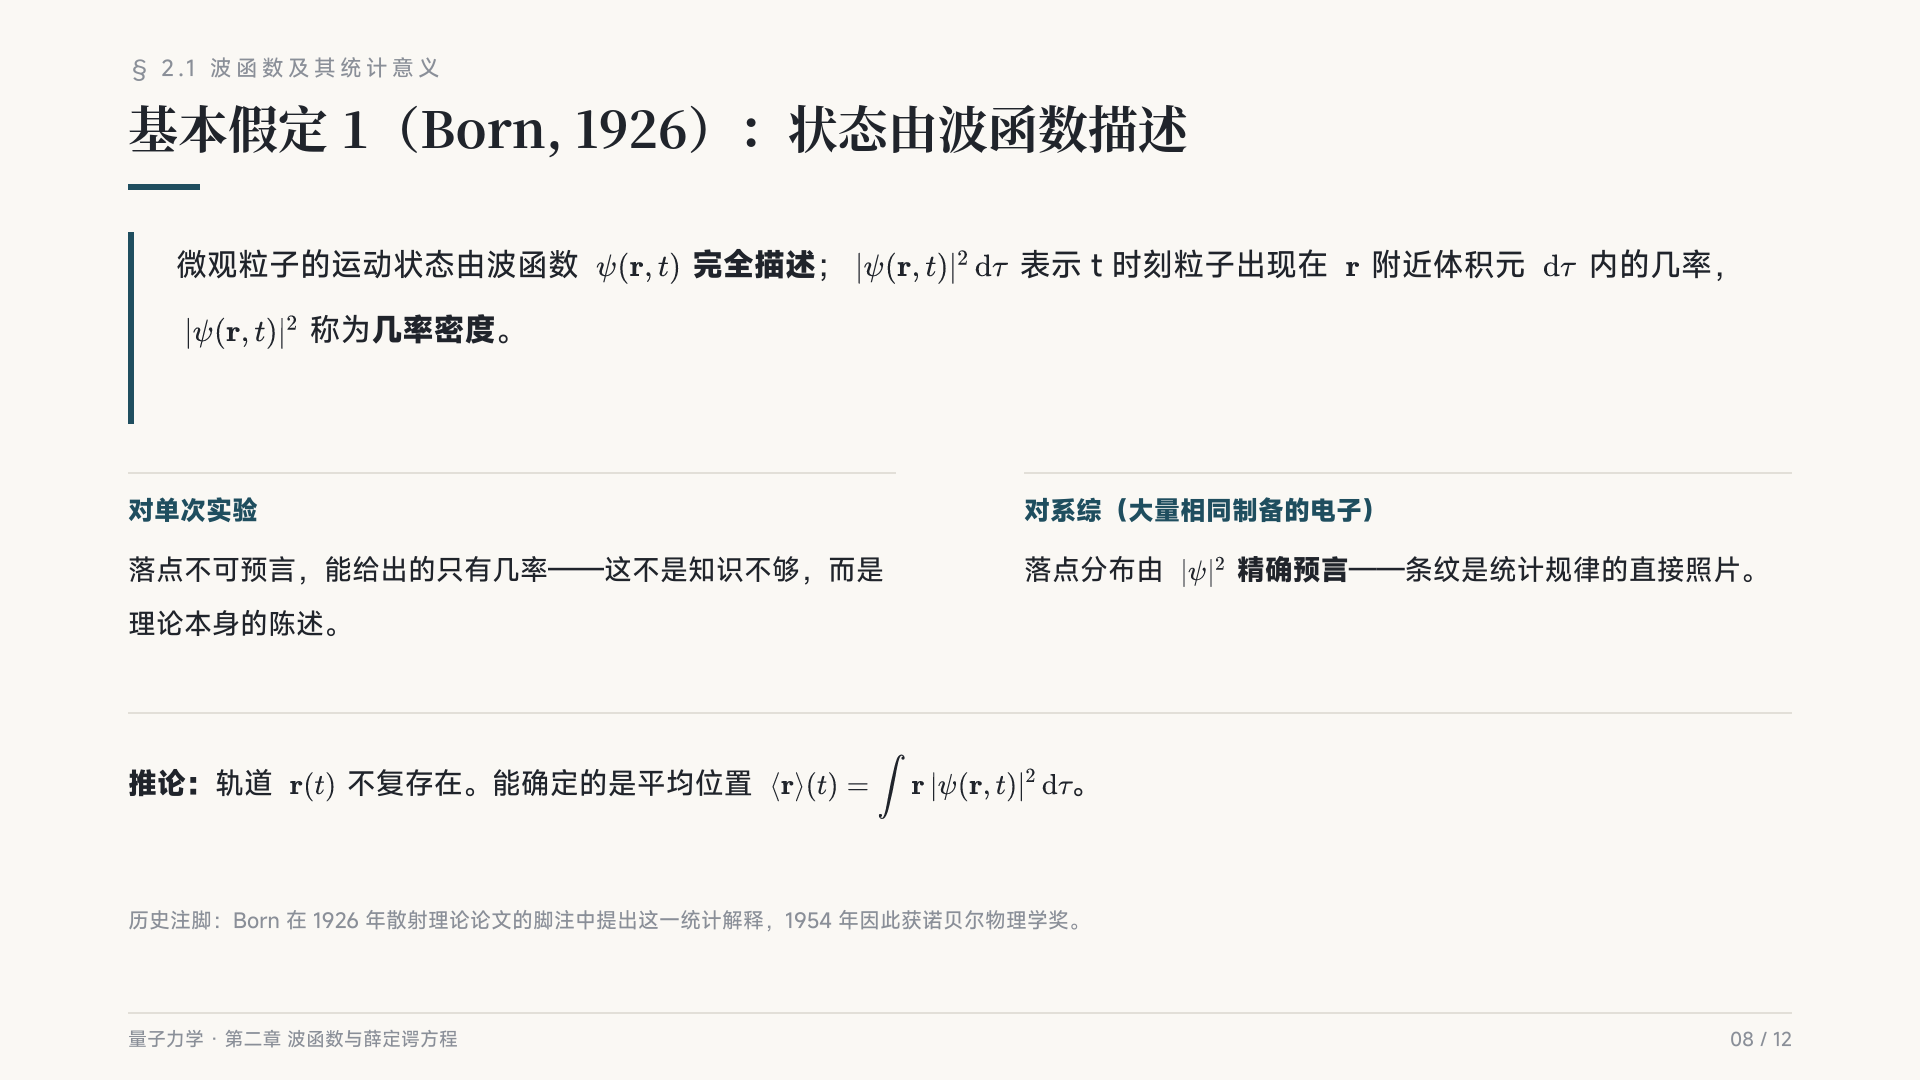 § 2.1 波函数及其统计意义
基本假定 1（Born, 1926）：状态由波函数描述
微观粒子的运动状态由波函数 ψ(r, t) 完全描述； |ψ(r, t)|² dτ 表示 t 时刻粒子出现在 r 附近体积元 dτ 内的几率，
|ψ(r, t)|² 称为几率密度。
对单次实验
落点不可预言，能给出的只有几率——这不是知识不够，而是
理论本身的陈述。
对系综（大量相同制备的电子）
落点分布由 |ψ|² 精确预言——条纹是统计规律的直接照片。
推论：轨道 r(t) 不复存在。能确定的是平均位置 ⟨r⟩(t) = ∫ r |ψ(r, t)|² dτ。
历史注脚：Born 在 1926 年散射理论论文的脚注中提出这一统计解释，1954 年因此获诺贝尔物理学奖。
量子力学 · 第二章 波函数与薛定谔方程
08 / 12